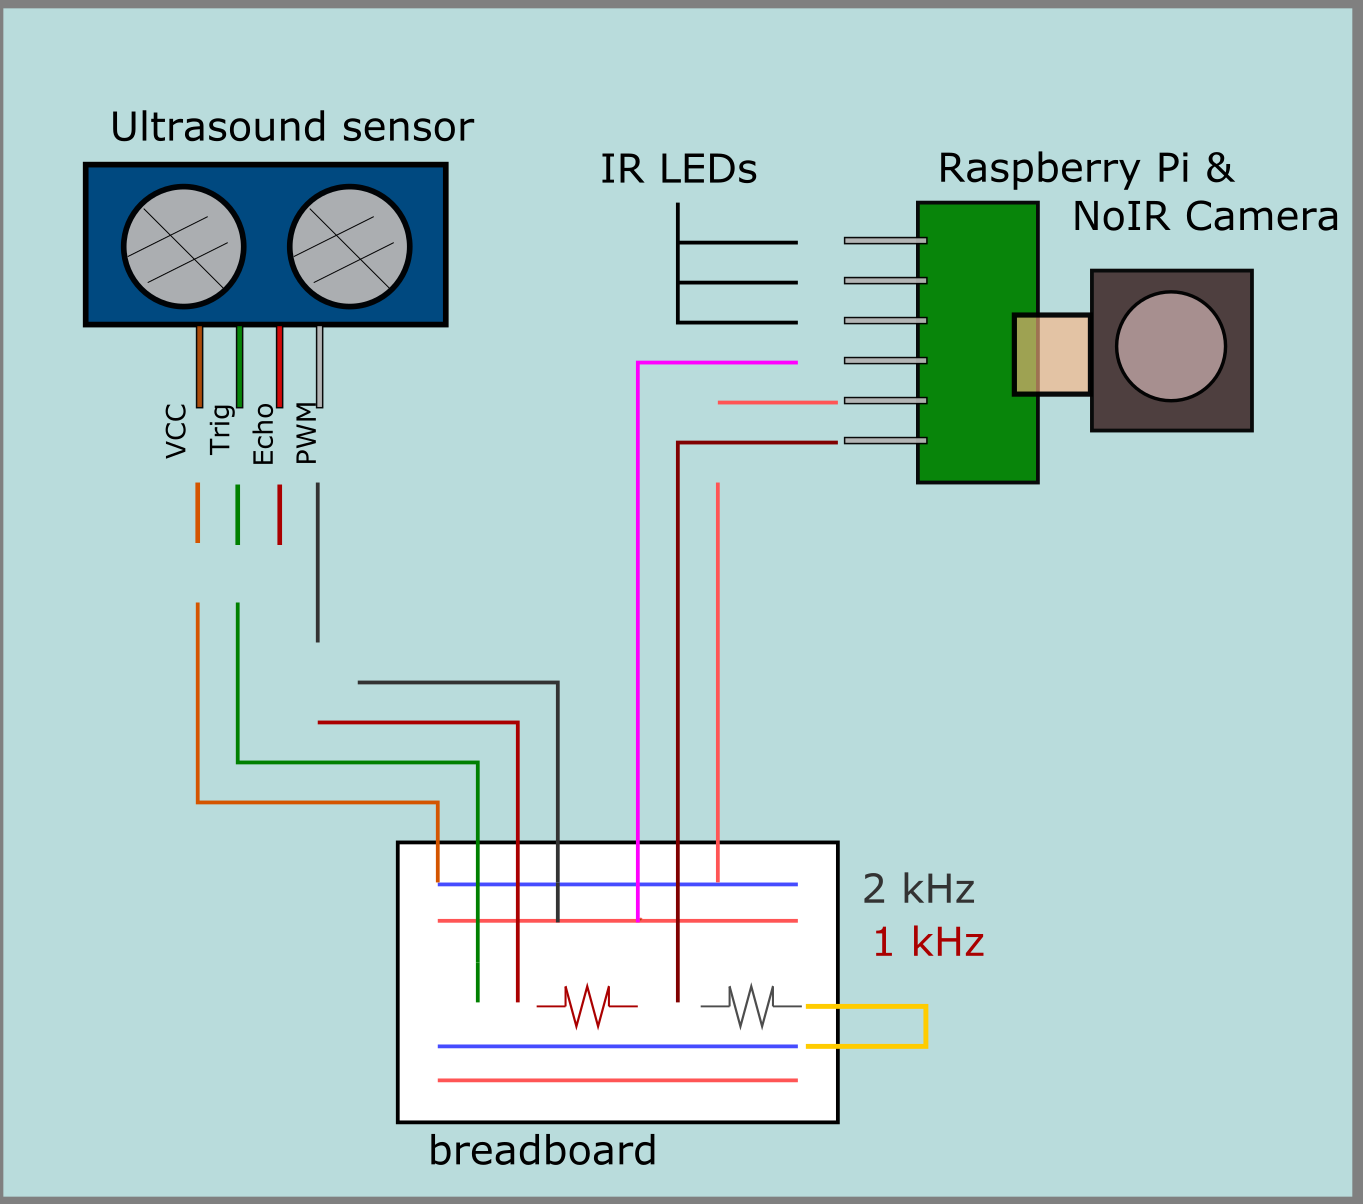 Ultrasound sensor
IR LEDs
Raspberry Pi &
NoIR Camera
VCC
Trig
Echo
PWM
2 kHz
1 kHz
breadboard